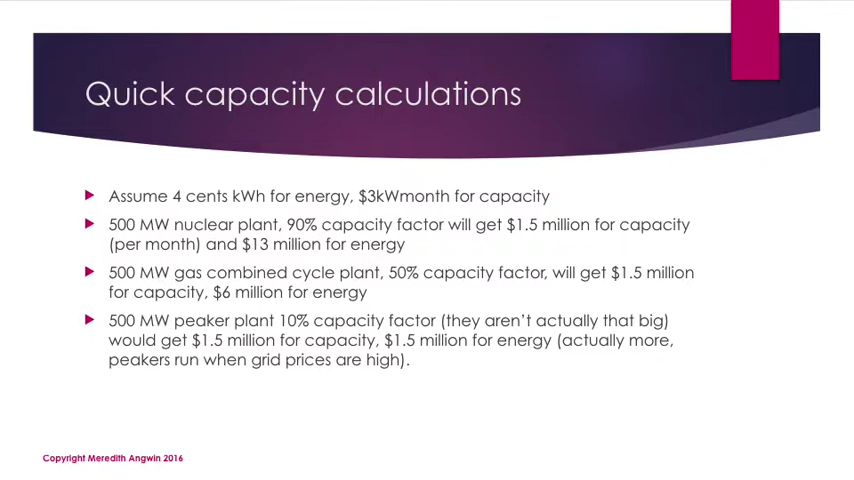 Quick capacity calculations
Assume 4 cents kWh for energy, $3kWmonth for capacity
500 MW nuclear plant, 90% capacity factor will get $1.5 million for capacity
(per month) and $13 million for energy
500 MW gas combined cycle plant, 50% capacity factor, will get $1.5 million
for capacity, $6 million for energy
500 MW peaker plant 10% capacity factor (they aren't actually that big)
would get $1.5 million for capacity, $1.5 million for energy (actually more,
peakers run when grid prices are high).
Copyright Meredith Angwin 2016